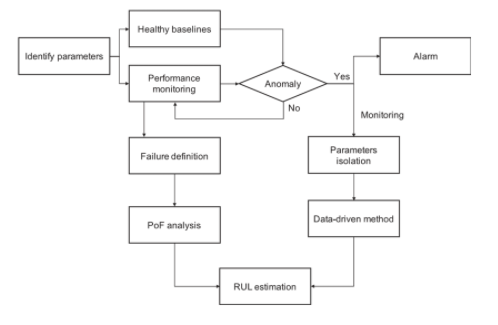 Healthy baselines
Identify parameters
Alarm
Performance
monitoring
Anomaly
Yes
No
Monitoring
Failure definition
Parameters
isolation
PoF analysis
Data-driven method
RUL estimation